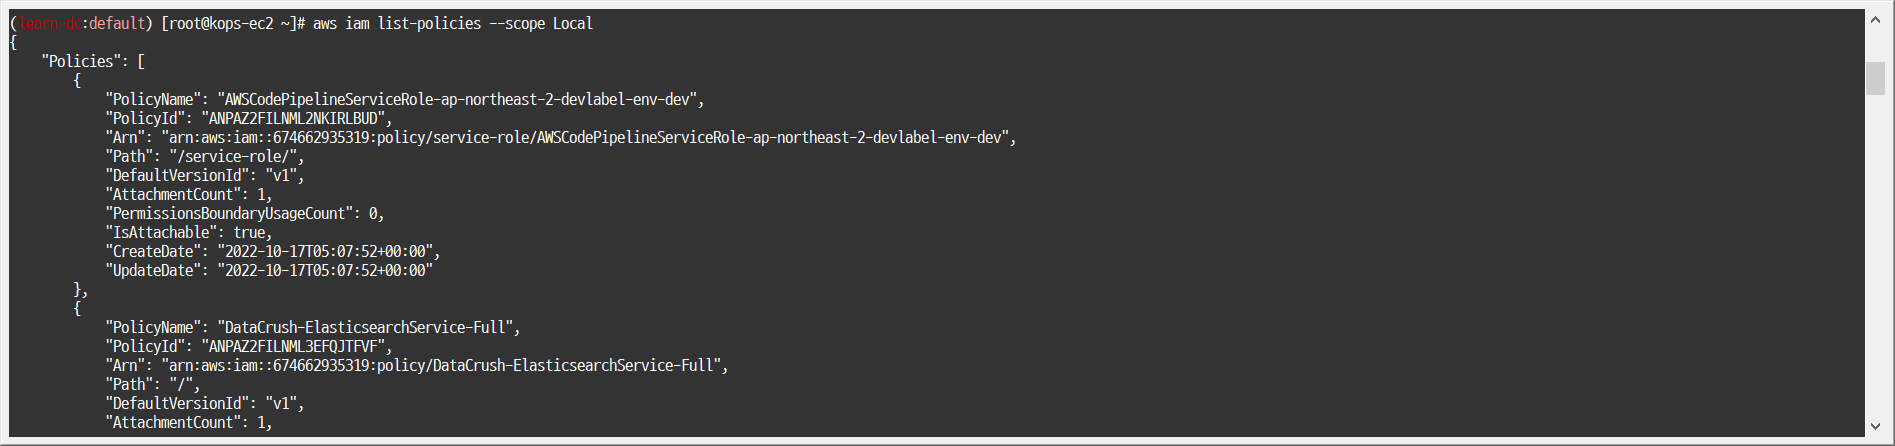 (learn-dc:default) [root@kops-ec2 ~]# aws iam list-policies --scope Local
{
    "Policies": [
        {
            "PolicyName": "AWSCodePipelineServiceRole-ap-northeast-2-devlabel-env-dev",
            "PolicyId": "ANPAZ2FILNML2NKIRLBUD",
            "Arn": "arn:aws:iam::674662935319:policy/service-role/AWSCodePipelineServiceRole-ap-northeast-2-devlabel-env-dev",
            "Path": "/service-role/",
            "DefaultVersionId": "v1",
            "AttachmentCount": 1,
            "PermissionsBoundaryUsageCount": 0,
            "IsAttachable": true,
            "CreateDate": "2022-10-17T05:07:52+00:00",
            "UpdateDate": "2022-10-17T05:07:52+00:00"
        },
        {
            "PolicyName": "DataCrush-ElasticsearchService-Full",
            "PolicyId": "ANPAZ2FILNML3EFQJTFVF",
            "Arn": "arn:aws:iam::674662935319:policy/DataCrush-ElasticsearchService-Full",
            "Path": "/",
            "DefaultVersionId": "v1",
            "AttachmentCount": 1,